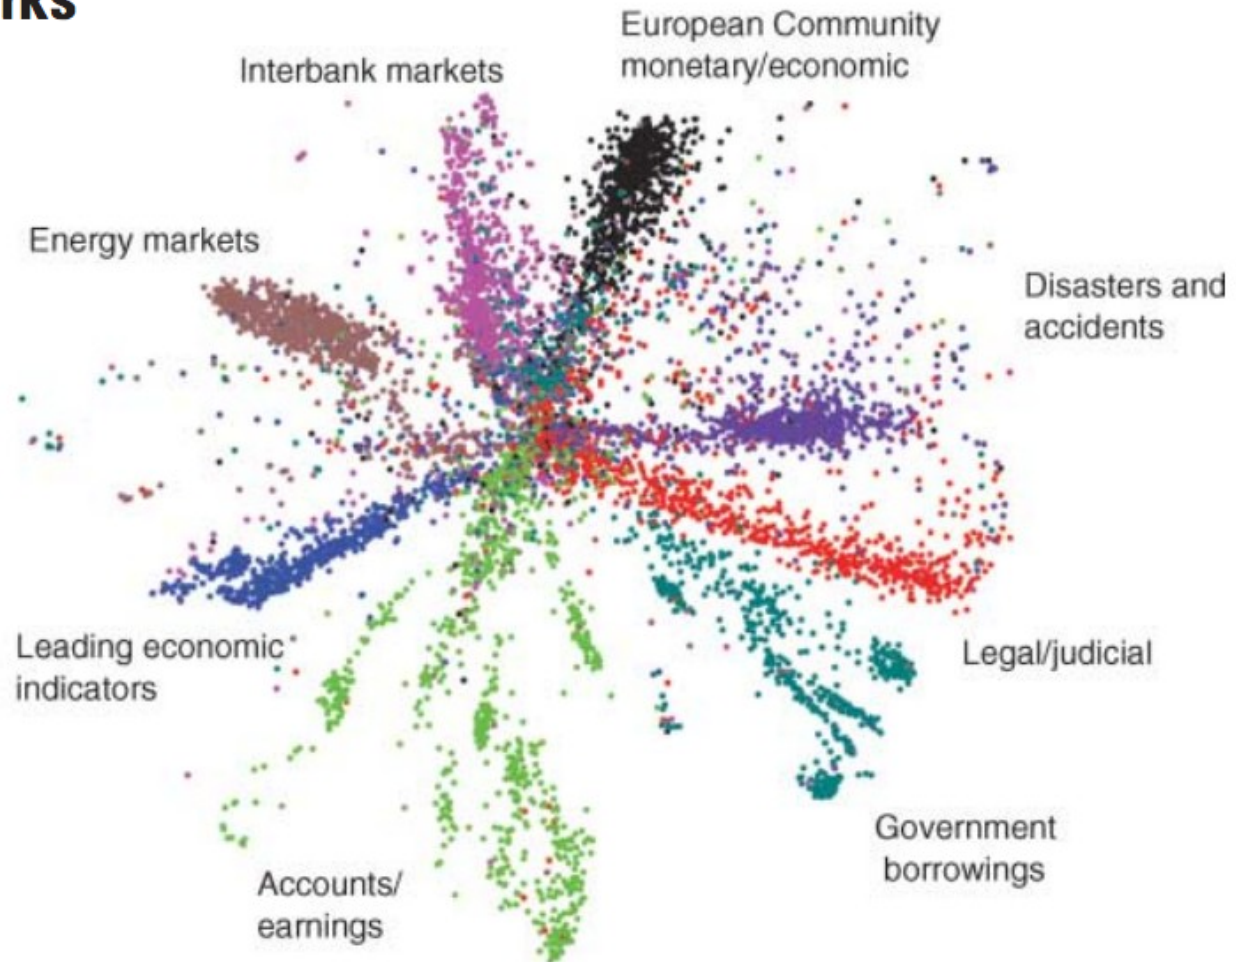 rks
European Community
monetary/economic
Interbank markets
Energy markets
Disasters and
accidents
Leading economic
indicators
Legal/judicial
Government
borrowings
Accounts/
earnings